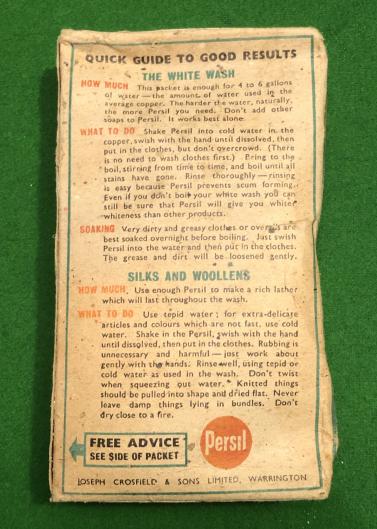 QUICK GUIDE TO GOOD RESULTS
THE WHITE WASH
HOW MUCH This packet is enough for 4 to 6 gallons
of water—the amount of water used in the
average copper. The harder the water, naturally,
the more Persil you need. Don't add other
soaps to Persil. It works best alone.
WHAT TO DO Shake Persil into cold water in the
copper, swish with the hand until dissolved, then
put in the clothes, but don't overcrowd. (There
is no need to wash clothes first.) Bring to the
boil, stirring from time to time, and boil until all
stains have gone. Rinse thoroughly—rinsing
is easy because Persil prevents scum forming.
Even if you don't boil your white wash you can
still be sure that Persil will give you whiter
whiteness than other products.
SOAKING Very dirty and greasy clothes or overalls are
best soaked overnight before boiling. Just swish
Persil into the water and then put in the clothes.
The grease and dirt will be loosened gently.
SILKS AND WOOLLENS
HOW MUCH Use enough Persil to make a rich lather
which will last throughout the wash.
WHAT TO DO Use tepid water; for extra-delicate
articles and colours which are not fast, use cold
water. Shake in the Persil, swish with the hand
until dissolved, then put in the clothes. Rubbing is
unnecessary and harmful—just work about
gently with the hands. Rinse well, using tepid or
cold water as used in the wash. Don't twist
when squeezing out water. Knitted things
should be pulled into shape and dried flat. Never
leave damp things lying in bundles. Don't
dry close to a fire.
FREE ADVICE
SEE SIDE OF PACKET
Persil
JOSEPH CROSFIELD & SONS LIMITED, WARRINGTON